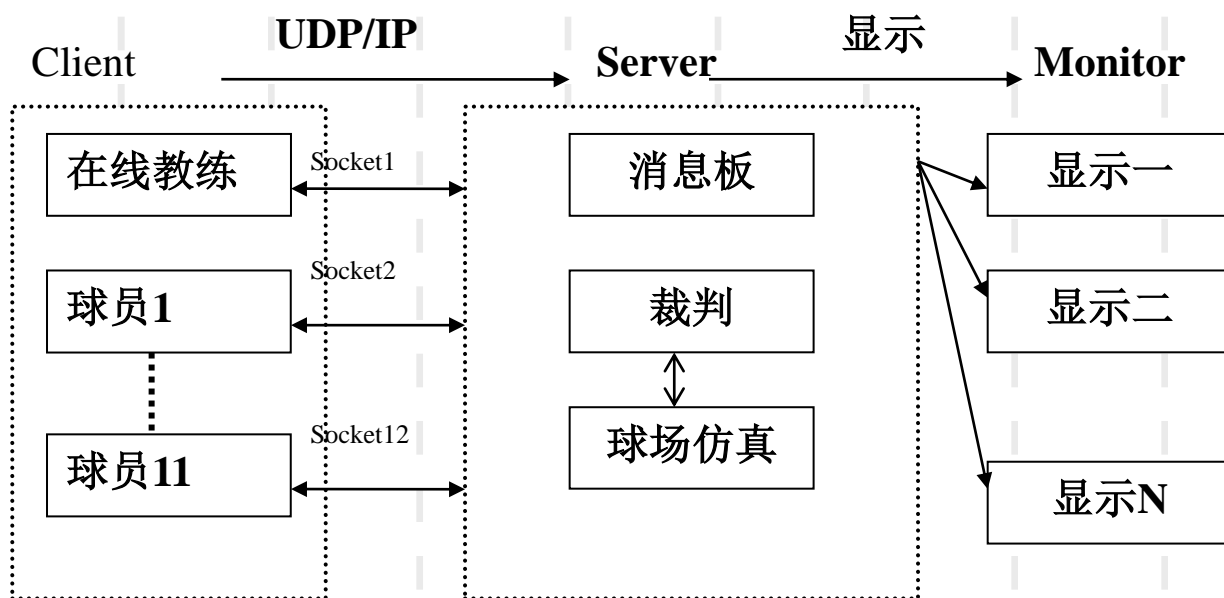 UDP/IP
显示
Client
Server
Monitor
在线教练
Socket1
消息板
显示一
Socket2
球员1
裁判
显示二
Socket12
球员11
球场仿真
显示N